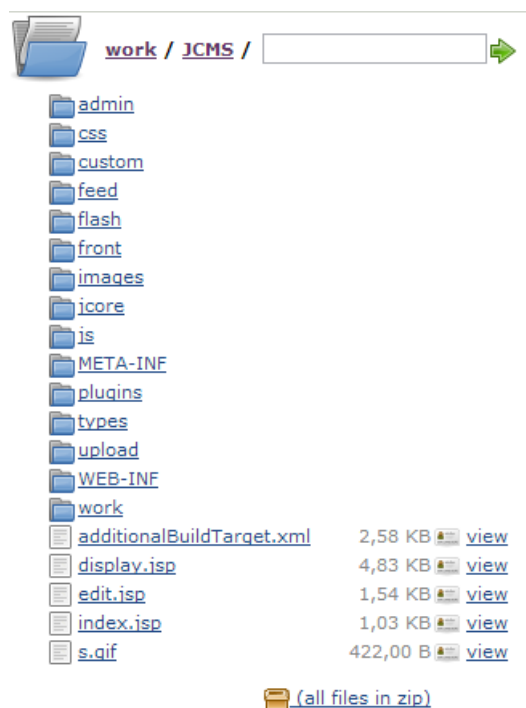 work / JCMS /
admin
css
custom
feed
flash
front
images
jcore
js
META-INF
plugins
types
upload
WEB-INF
work
additionalBuildTarget.xml 2,58 KB view
display.jsp 4,83 KB view
edit.jsp 1,54 KB view
index.jsp 1,03 KB view
s.gif 422,00 B view
(all files in zip)